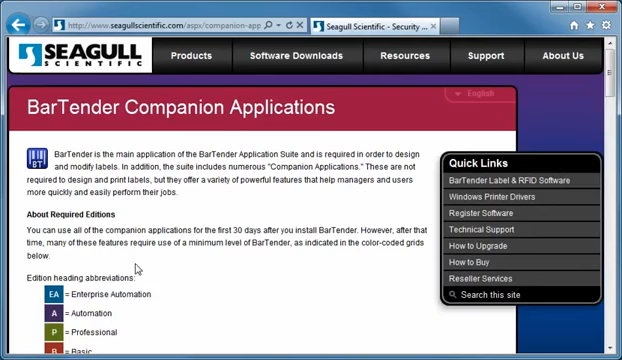 http://www.seagullscientific.com/aspx/companion-app
Seagull Scientific - Security ...
SEAGULL
SCIENTIFIC
Products
Software Downloads
Resources
Support
About Us
English
BarTender Companion Applications
BT
BarTender is the main application of the BarTender Application Suite and is required in order to design
and modify labels. In addition, the suite includes numerous "Companion Applications." These are not
required to design and print labels, but they offer a variety of powerful features that help managers and users
more quickly and easily perform their jobs.
About Required Editions
You can use all of the companion applications for the first 30 days after you install BarTender. However, after that
time, many of these features require use of a minimum level of BarTender, as indicated in the color-coded grids
below.
Edition heading abbreviations:
EA = Enterprise Automation
A = Automation
P = Professional
B = Basic
Quick Links
BarTender Label & RFID Software
Windows Printer Drivers
Register Software
Technical Support
How to Upgrade
How to Buy
Reseller Services
Search this site